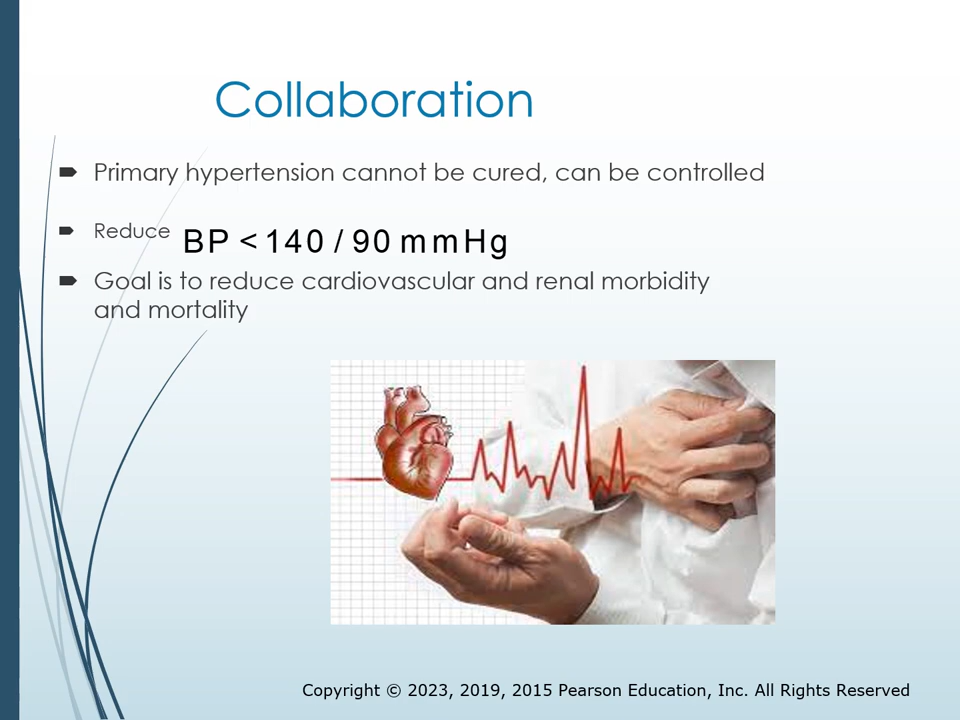 Collaboration
Primary hypertension cannot be cured, can be controlled
Reduce BP < 140 / 90 mmHg
Goal is to reduce cardiovascular and renal morbidity
and mortality
Copyright © 2023, 2019, 2015 Pearson Education, Inc. All Rights Reserved